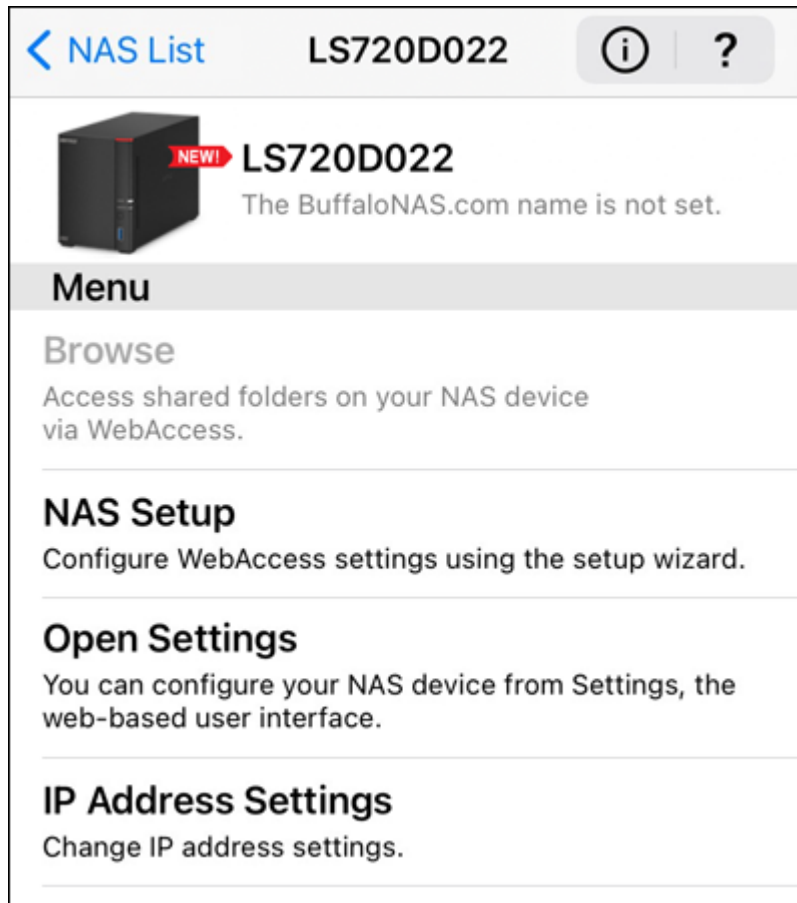 NAS List LS720D022 ?
NEW! LS720D022
The BuffaloNAS.com name is not set.
Menu
Browse
Access shared folders on your NAS device
via WebAccess.
NAS Setup
Configure WebAccess settings using the setup wizard.
Open Settings
You can configure your NAS device from Settings, the
web-based user interface.
IP Address Settings
Change IP address settings.